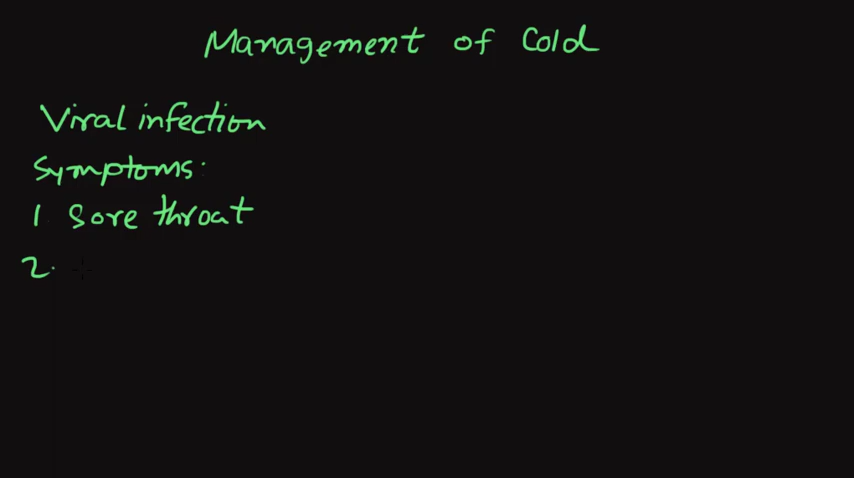 Management of Cold
Viral infection
Symptoms:
1. Sore throat
2.